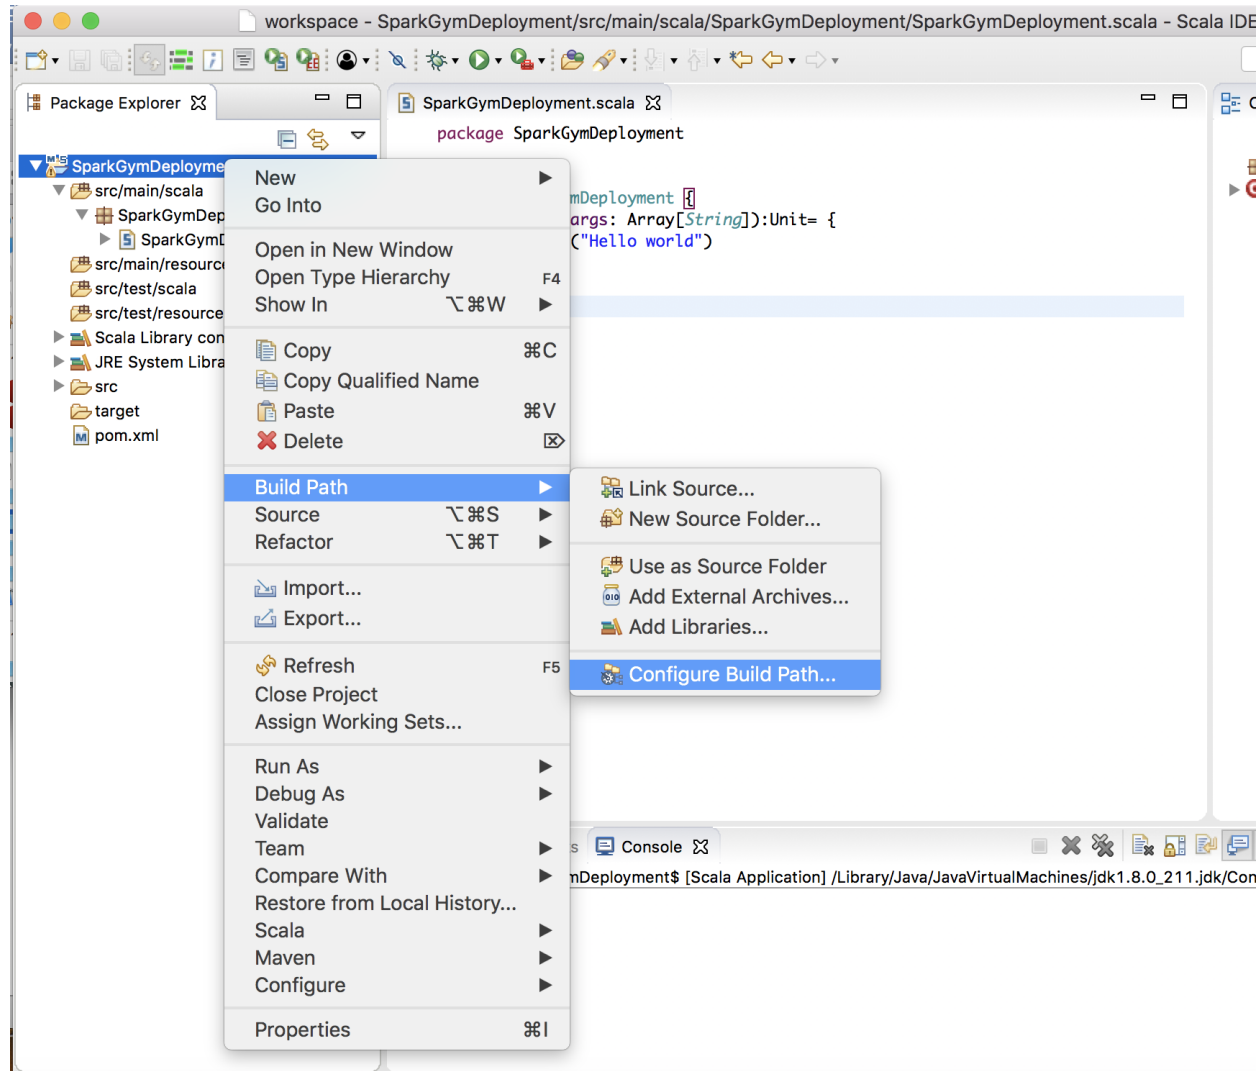 workspace - SparkGymDeployment/src/main/scala/SparkGymDeployment/SparkGymDeployment.scala - Scala IDE
Package Explorer
SparkGymDeployme
src/main/scala
SparkGymDep
SparkGymD
src/main/resourc
src/test/scala
src/test/resource
Scala Library con
JRE System Libra
src
target
pom.xml
SparkGymDeployment.scala
package SparkGymDeployment
mDeployment {
args: Array[String]):Unit= {
("Hello world")
New
Go Into
Open in New Window
Open Type Hierarchy F4
Show In ⌥⌘W
Copy ⌘C
Copy Qualified Name
Paste ⌘V
Delete ⌦
Build Path
Source ⌥⌘S
Refactor ⌥⌘T
Import...
Export...
Refresh F5
Close Project
Assign Working Sets...
Run As
Debug As
Validate
Team
Compare With
Restore from Local History...
Scala
Maven
Configure
Properties ⌘I
Link Source...
New Source Folder...
Use as Source Folder
Add External Archives...
Add Libraries...
Configure Build Path...
s Console
mDeployment$ [Scala Application] /Library/Java/JavaVirtualMachines/jdk1.8.0_211.jdk/Con